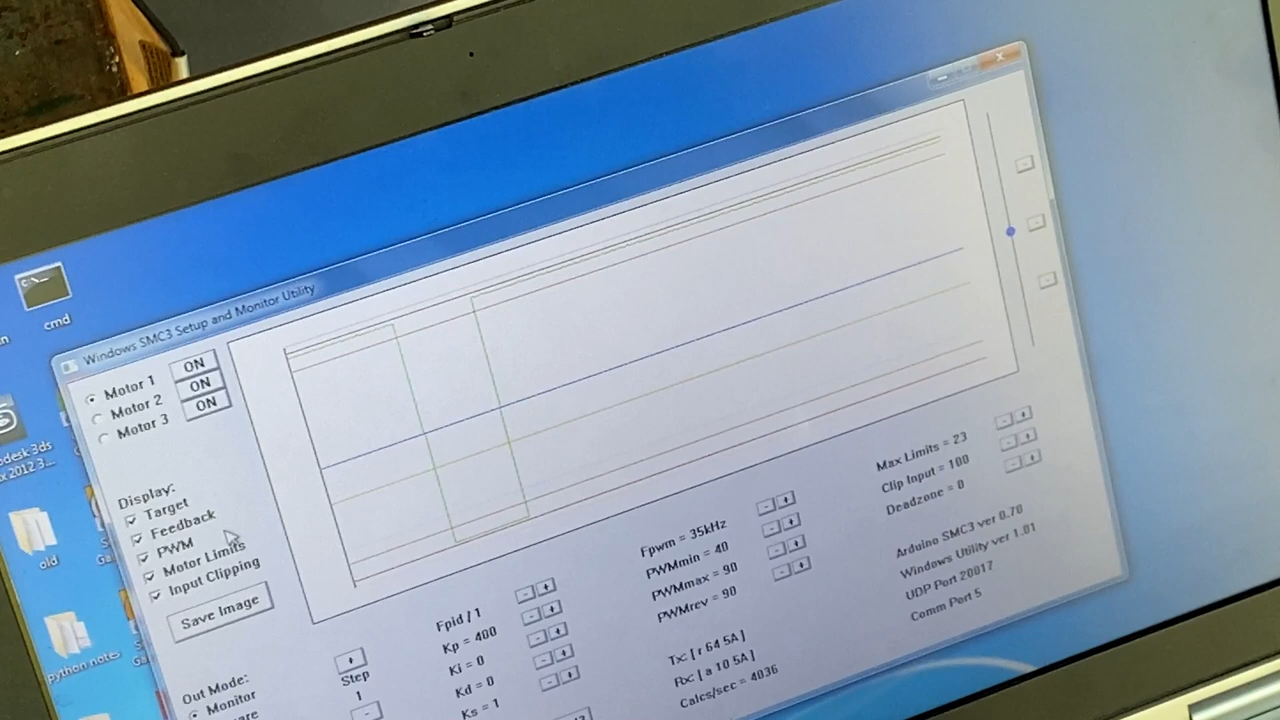 Windows SMC3 Setup and Monitor Utility
Motor 1 ON
Motor 2 ON
Motor 3 ON
Display:
Target
Feedback
PWM
Motor Limits
Input Clipping
Save Image
Out Mode:
Monitor
Step
1
Fpid / 1
Kp = 400
Ki = 0
Kd = 0
Ks = 1
Fpwm = 35kHz
PWMmin = 40
PWMmax = 90
PWMrev = 90
Tx: [ r 64 5A ]
Rx: [ a 10 5A ]
Calcs/sec = 4036
Max Limits = 23
Clip Input = 100
Deadzone = 0
Arduino SMC3 ver 0.70
Windows Utility ver 1.01
UDP Port 20017
Comm Port 5
cmd
old
python notes